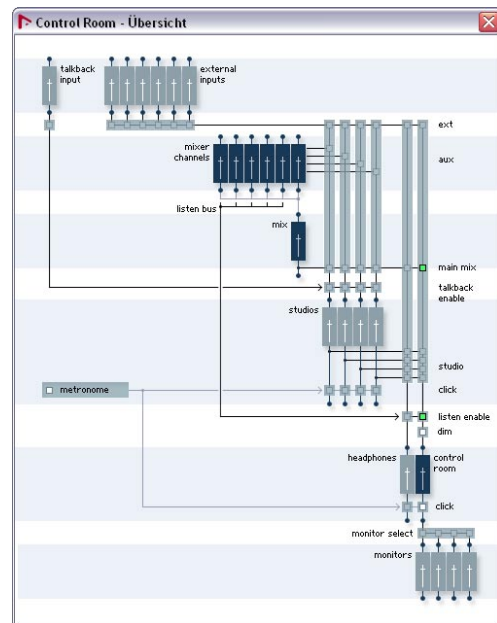 Control Room - Übersicht
talkback
input
external
inputs
ext
mixer
channels
aux
listen bus
mix
main mix
talkback
enable
studios
studio
metronome
click
listen enable
dim
headphones
control
room
click
monitor select
monitors